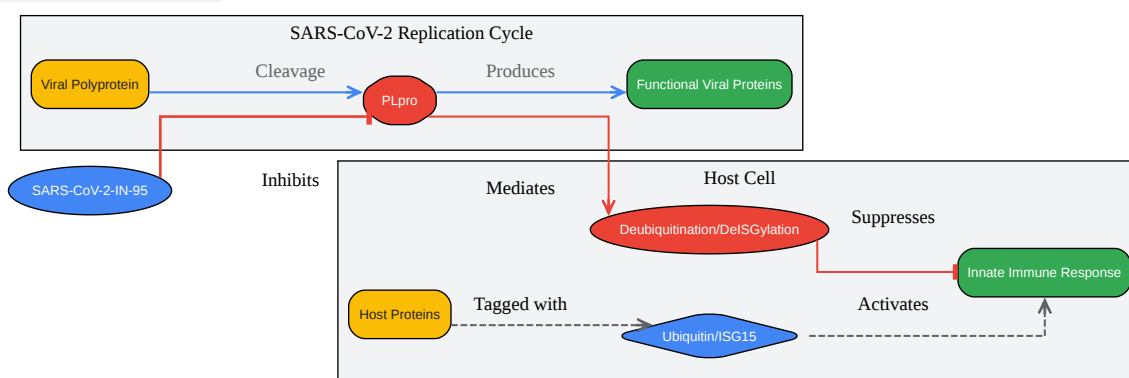 SARS-CoV-2 Replication Cycle
Viral Polyprotein
Cleavage
PLpro
Produces
Functional Viral Proteins
SARS-CoV-2-IN-95
Inhibits
Mediates
Host Cell
Deubiquitination/DeISGylation
Suppresses
Innate Immune Response
Host Proteins
Tagged with
Ubiquitin/ISG15
Activates